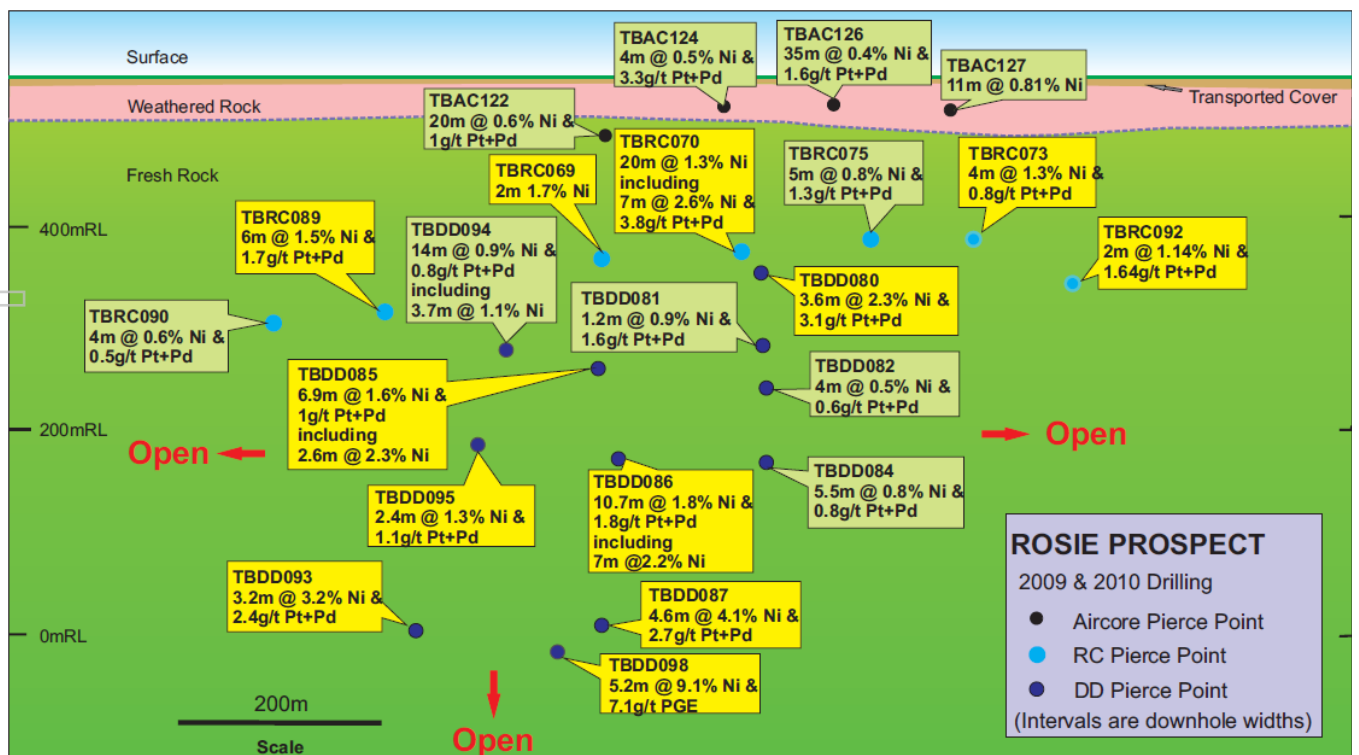 Surface
Weathered Rock
Transported Cover
Fresh Rock
TBAC124
4m @ 0.5% Ni &
3.3g/t Pt+Pd
TBAC126
35m @ 0.4% Ni &
1.6g/t Pt+Pd
TBAC127
11m @ 0.81% Ni
TBAC122
20m @ 0.6% Ni &
1g/t Pt+Pd
TBRC070
20m @ 1.3% Ni
including
7m @ 2.6% Ni &
3.8g/t Pt+Pd
TBRC075
5m @ 0.8% Ni &
1.3g/t Pt+Pd
TBRC073
4m @ 1.3% Ni &
0.8g/t Pt+Pd
TBRC069
2m 1.7% Ni
TBRC089
6m @ 1.5% Ni &
1.7g/t Pt+Pd
TBDD094
14m @ 0.9% Ni &
0.8g/t Pt+Pd
including
3.7m @ 1.1% Ni
TBRC092
2m @ 1.14% Ni &
1.64g/t Pt+Pd
400mRL
TBDD080
3.6m @ 2.3% Ni &
3.1g/t Pt+Pd
TBDD081
1.2m @ 0.9% Ni &
1.6g/t Pt+Pd
TBRC090
4m @ 0.6% Ni &
0.5g/t Pt+Pd
TBDD085
6.9m @ 1.6% Ni &
1g/t Pt+Pd
including
2.6m @ 2.3% Ni
TBDD082
4m @ 0.5% Ni &
0.6g/t Pt+Pd
200mRL
Open
Open
TBDD084
5.5m @ 0.8% Ni &
0.8g/t Pt+Pd
TBDD086
10.7m @ 1.8% Ni &
1.8g/t Pt+Pd
including
7m @2.2% Ni
TBDD095
2.4m @ 1.3% Ni &
1.1g/t Pt+Pd
TBDD093
3.2m @ 3.2% Ni &
2.4g/t Pt+Pd
TBDD087
4.6m @ 4.1% Ni &
2.7g/t Pt+Pd
0mRL
TBDD098
5.2m @ 9.1% Ni &
7.1g/t PGE
200m
Scale
Open
ROSIE PROSPECT
2009 & 2010 Drilling
Aircore Pierce Point
RC Pierce Point
DD Pierce Point
(Intervals are downhole widths)